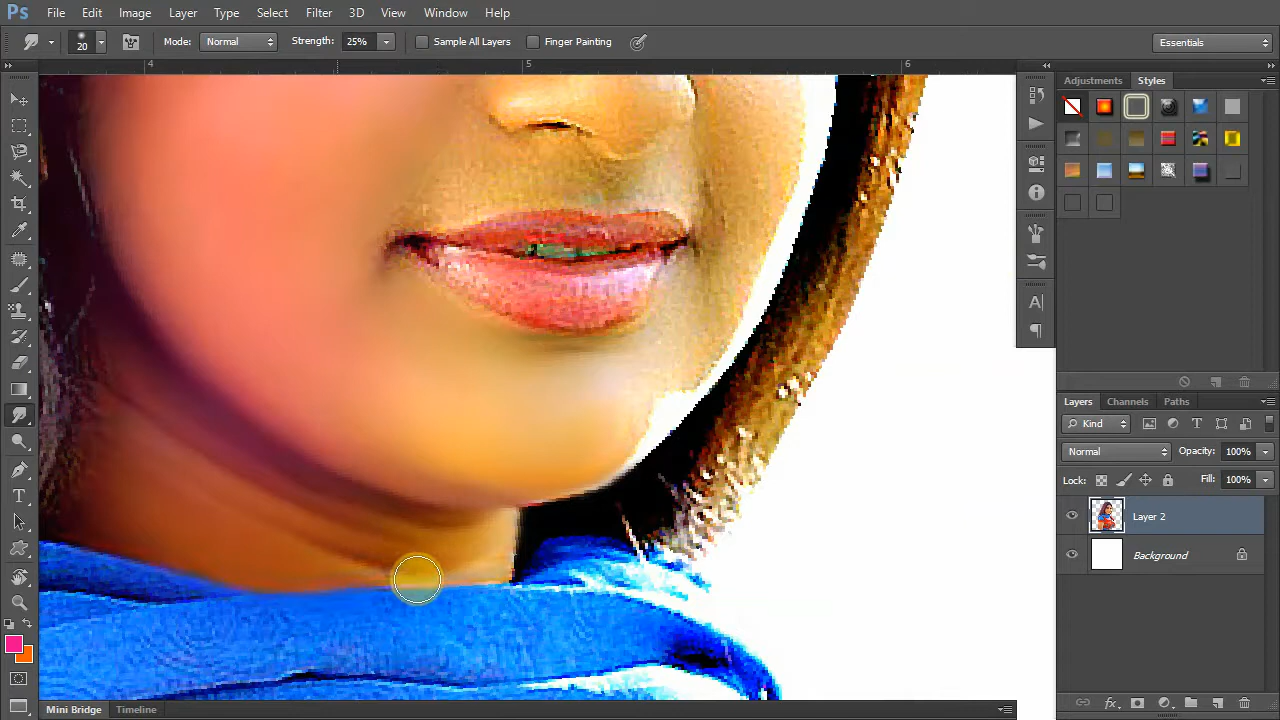 Ps File Edit Image Layer Type Select Filter 3D View Window Help
20 Mode: Normal Strength: 25% Sample All Layers Finger Painting Essentials
4 5 6
Adjustments Styles
Layers Channels Paths
Kind
Normal Opacity: 100%
Lock: Fill: 100%
Layer 2
Background
fx
Mini Bridge Timeline